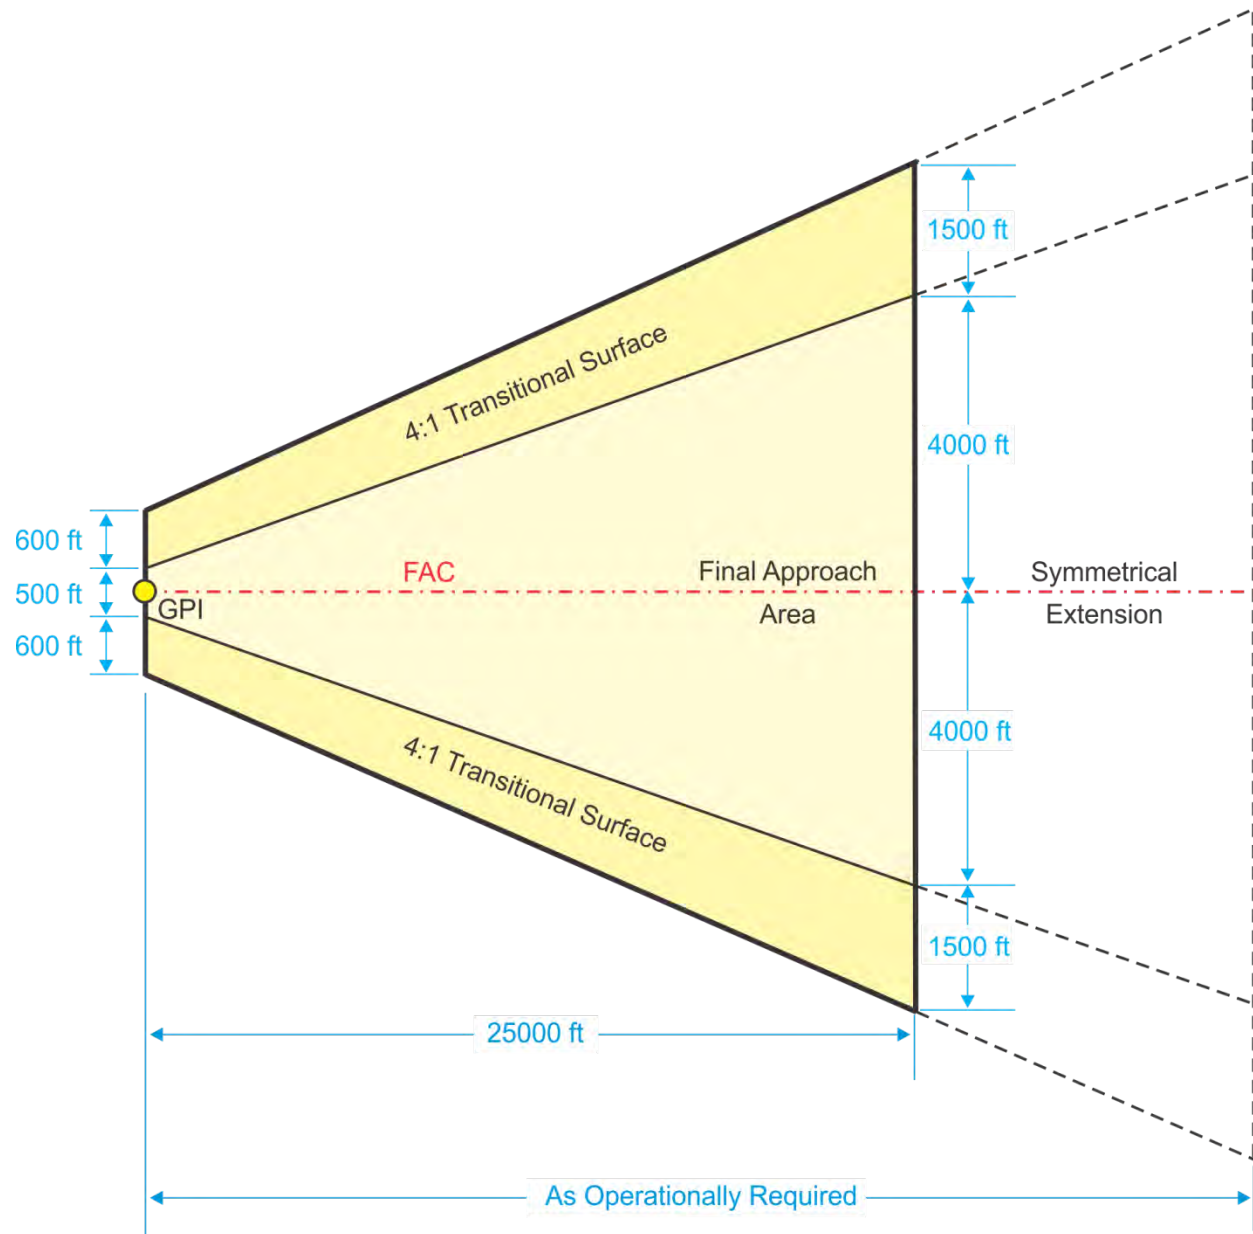 1500 ft
4:1 Transitional Surface
4000 ft
600 ft
FAC
Final Approach
Area
Symmetrical
Extension
500 ft
GPI
600 ft
4000 ft
4:1 Transitional Surface
1500 ft
25000 ft
As Operationally Required